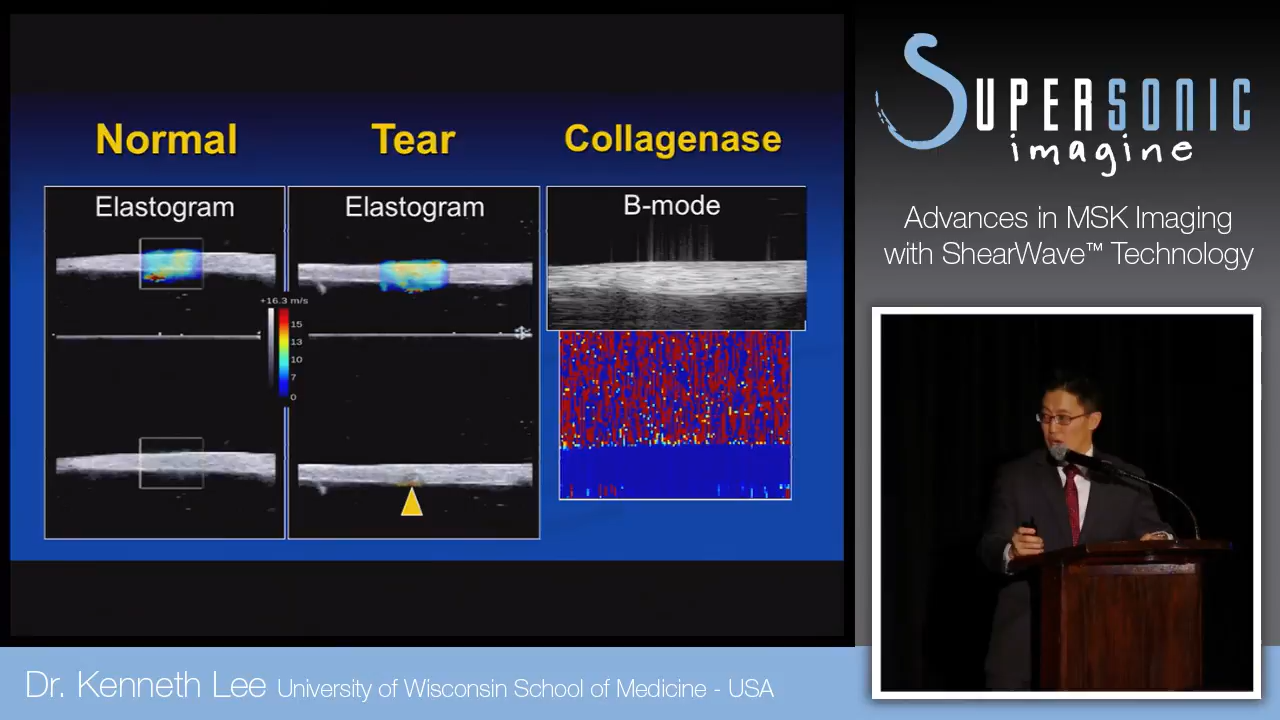 Normal
Tear
Collagenase
Elastogram
Elastogram
B-mode
+16.3 m/s
15
13
10
7
0
SUPERSONIC
imagine
Advances in MSK Imaging
with ShearWave™ Technology
Dr. Kenneth Lee University of Wisconsin School of Medicine - USA